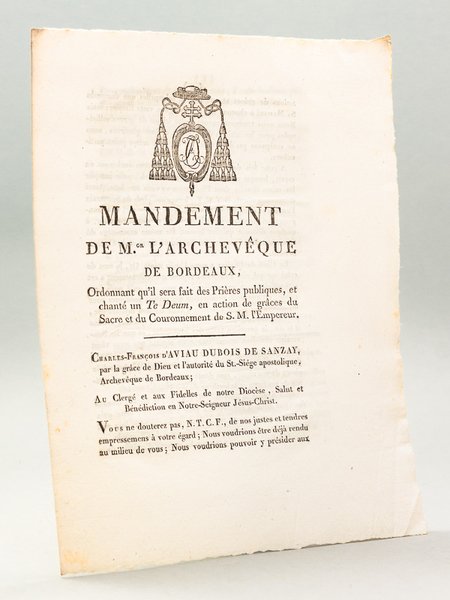 MANDEMENT
DE M.gr L'ARCHEVÊQUE
DE BORDEAUX,
Ordonnant qu'il sera fait des Prières publiques, et
chanté un Te Deum, en action de grâces du
Sacre et du Couronnement de S. M. l'Empereur.
CHARLES-FRANÇOIS D'AVIAU DUBOIS DE SANZAY,
par la grâce de Dieu et l'autorité du St.-Siége apostolique,
Archevêque de Bordeaux;
AU Clergé et aux Fidelles de notre Diocèse, Salut et
Bénédiction en Notre-Seigneur Jésus-Christ.
VOUS ne douterez pas, N. T. C. F., de nos justes et tendres
empressemens à votre égard; Nous voudrions être déjà rendu
au milieu de vous; Nous voudrions pouvoir y présider aux